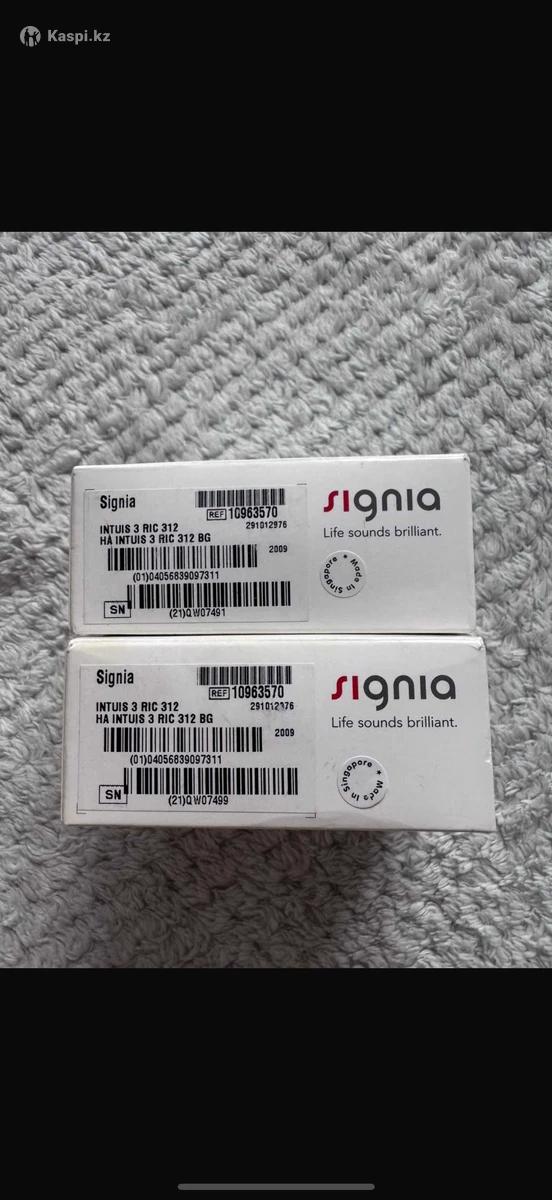 Kaspi.kz
Signia
REF 10963570
INTUIS 3 RIC 312
291012976
HA INTUIS 3 RIC 312 BG
2009
(01)04056839097311
SN
(21)QW07491
signia
Life sounds brilliant.
Made in Singapore
Signia
REF 10963570
INTUIS 3 RIC 312
291012976
HA INTUIS 3 RIC 312 BG
2009
(01)04056839097311
SN
(21)QW07499
signia
Life sounds brilliant.
Made in Singapore